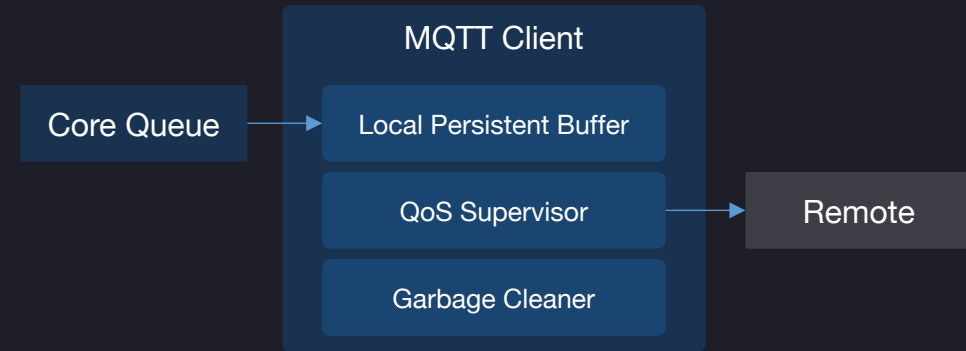 MQTT Client
Core Queue
Local Persistent Buffer
QoS Supervisor
Remote
Garbage Cleaner